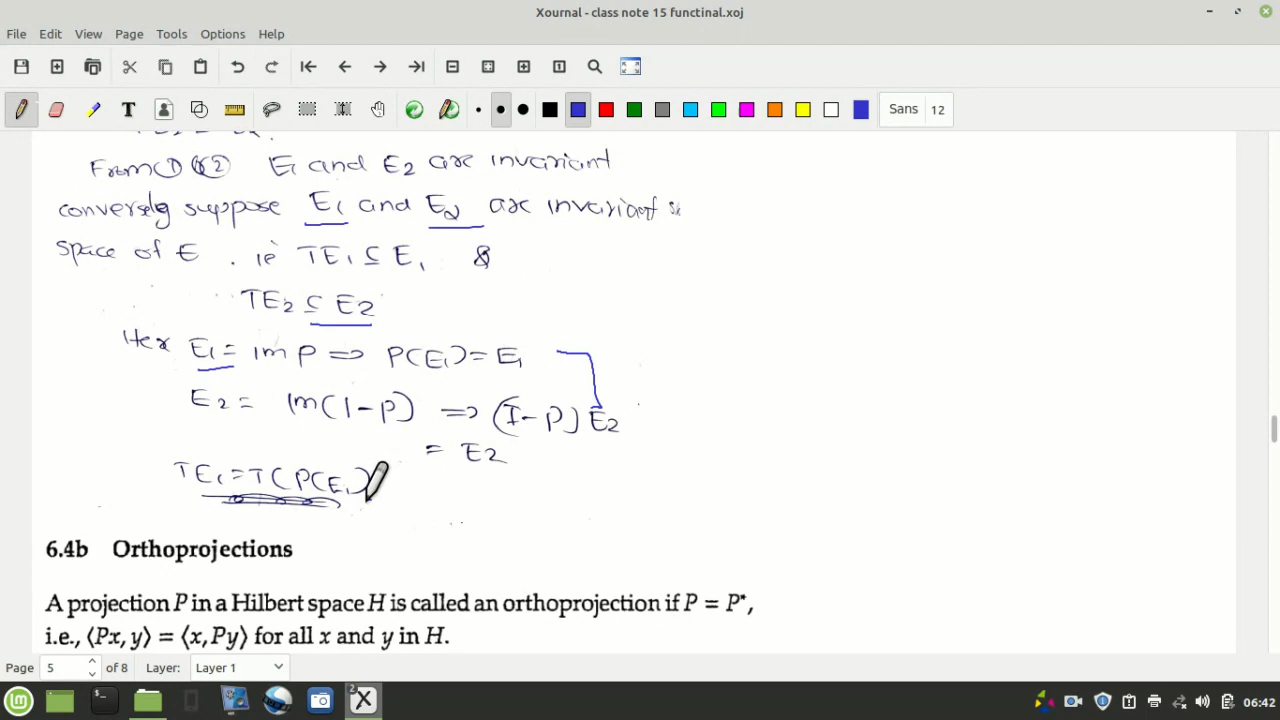 Xournal - class note 15 functinal.xoj
File Edit View Page Tools Options Help
Sans 12
From ① & ② E1 and E2 are invariant
conversely suppose E1 and E2 are invariant
space of E . ie TE1 ⊆ E1 &
TE2 ⊆ E2
Her E1 = Im P => P(E1) = E1
E2 = Im(I-P) => (I-P) E2
= E2
TE1 = T(P(E1)
6.4b Orthoprojections
A projection P in a Hilbert space H is called an orthoprojection if P = P*,
i.e., ⟨Px, y⟩ = ⟨x, Py⟩ for all x and y in H.
Page 5 of 8 Layer: Layer 1
06:42